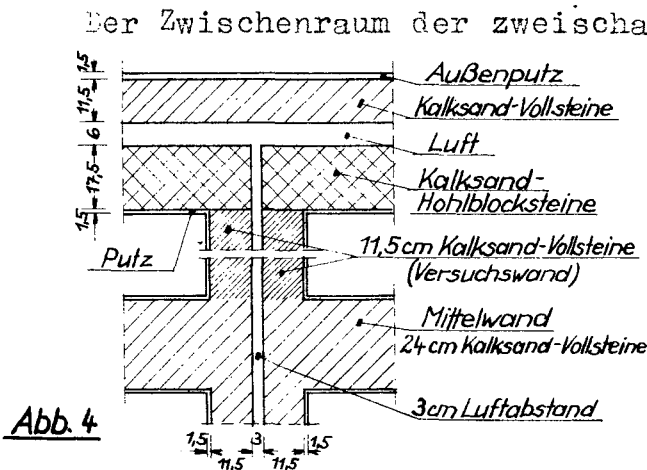 Der Zwischenraum der zweischa
1,5
11,5
6
17,5
1,5
Außenputz
Kalksand-Vollsteine
Luft
Kalksand-
Hohlblocksteine
Putz
11,5 cm Kalksand-Vollsteine
(Versuchswand)
Mittelwand
24 cm Kalksand-Vollsteine
3 cm Luftabstand
Abb. 4
1,5
3
1,5
11,5
11,5